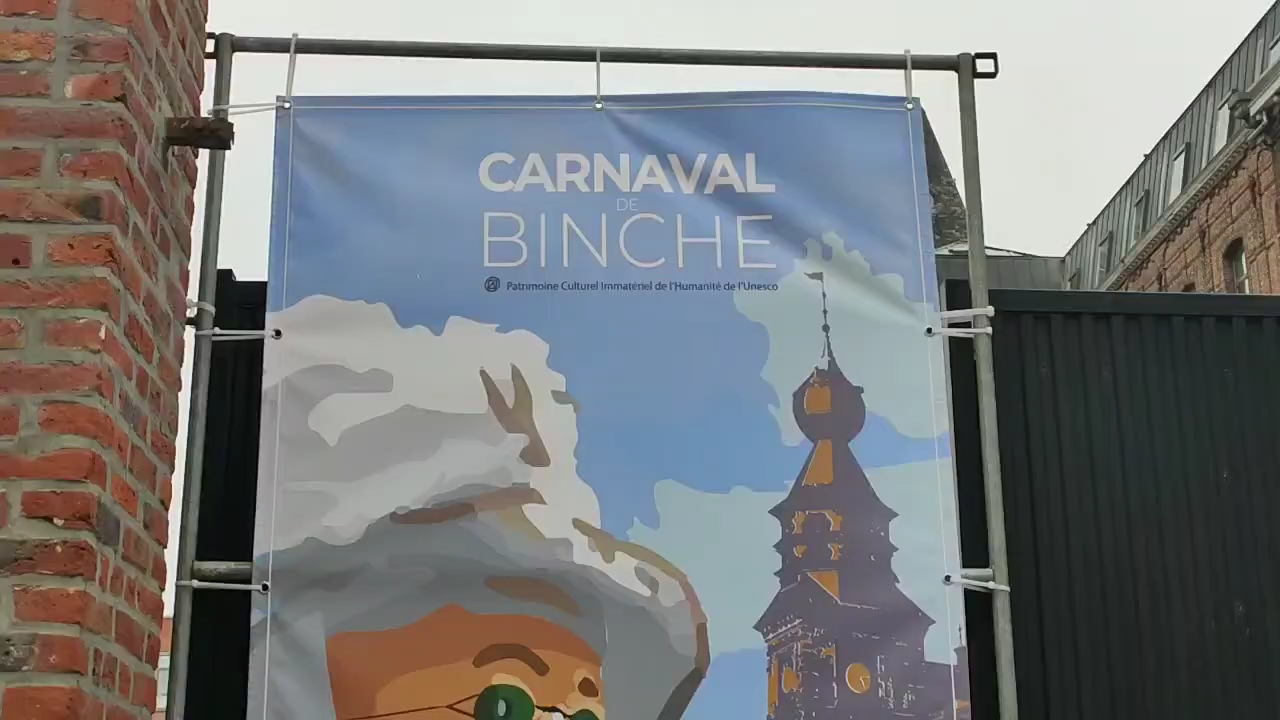 CARNAVAL
DE
BINCHE
Patrimoine Culturel Immatériel de l'Humanité de l'Unesco